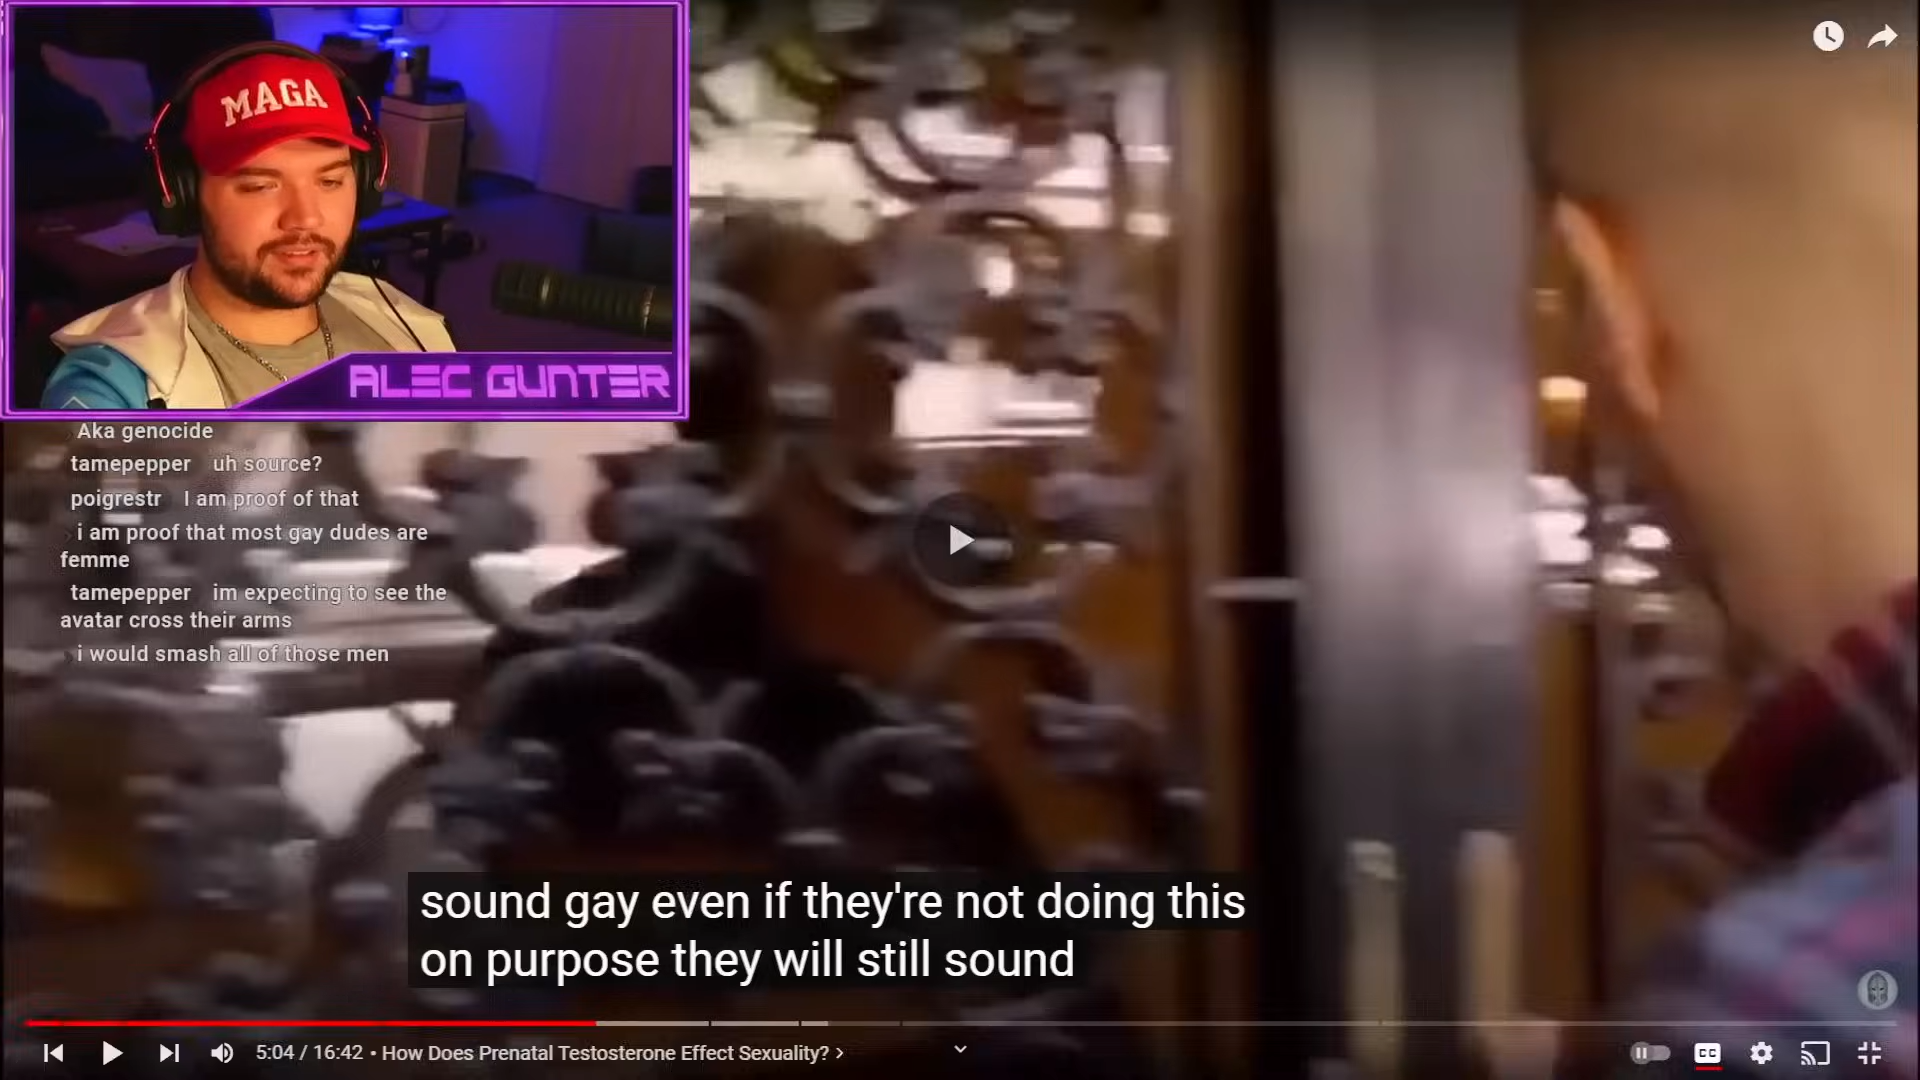 MAGA
ALEC GUNTER
Aka genocide
tamepepper uh source?
poigrestr I am proof of that
i am proof that most gay dudes are
femme
tamepepper im expecting to see the
avatar cross their arms
i would smash all of those men
sound gay even if they're not doing this
on purpose they will still sound
5:04 / 16:42 • How Does Prenatal Testosterone Effect Sexuality? ›
CC